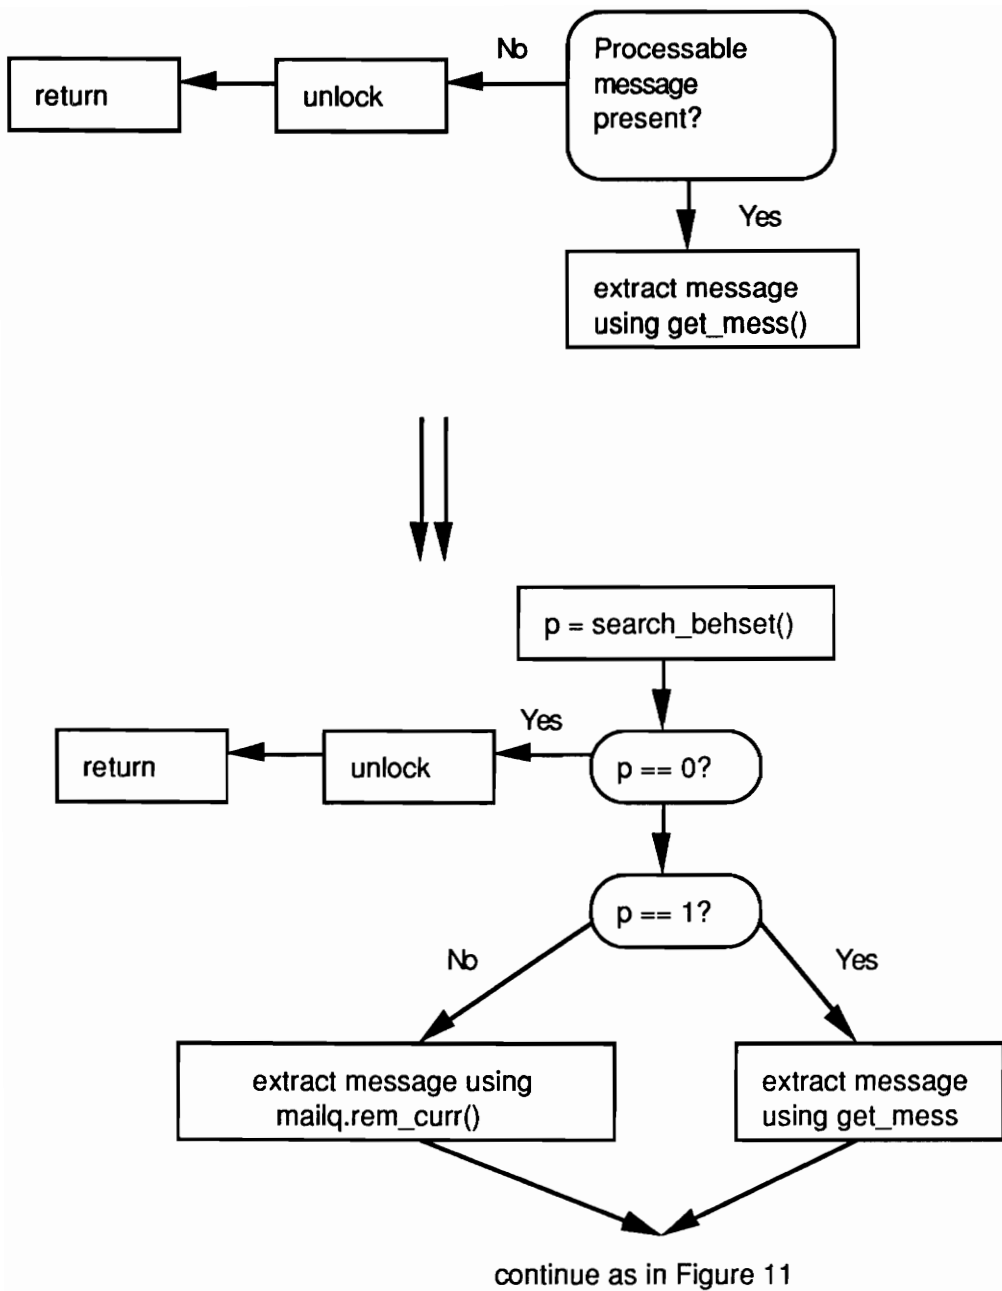 No
Processable
message
present?
return
unlock
Yes
extract message
using get_mess()
p = search_behset()
Yes
return
unlock
p == 0?
p == 1?
No
Yes
extract message using
mailq.rem_curr()
extract message
using get_mess
continue as in Figure 11